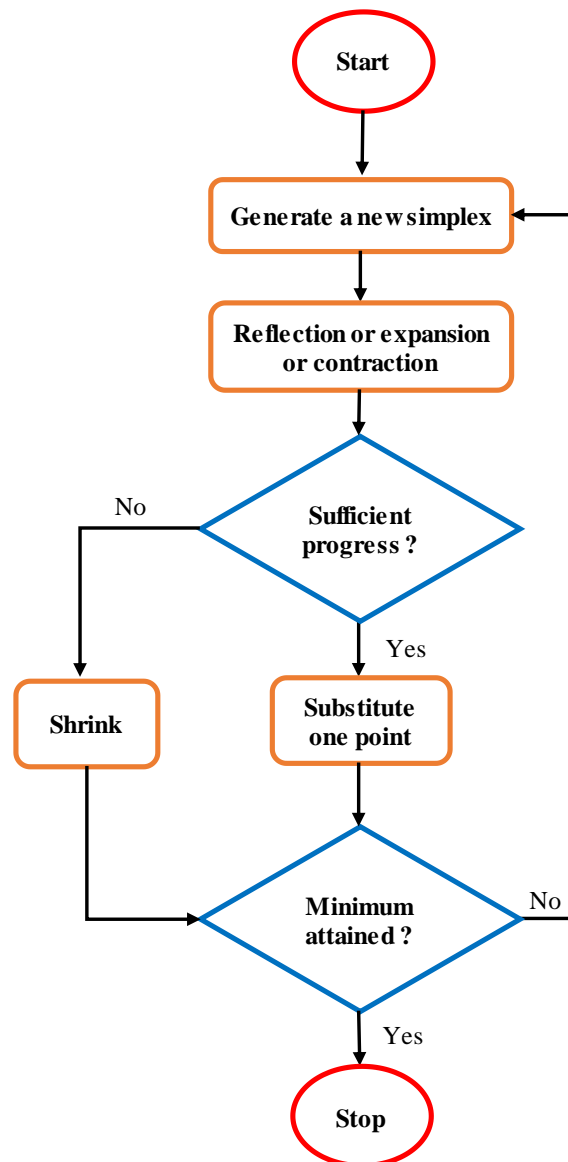 Start
Generate a new simplex
Reflection or expansion
or contraction
No
Sufficient
progress ?
Yes
Shrink
Substitute
one point
Minimum
attained ?
No
Yes
Stop